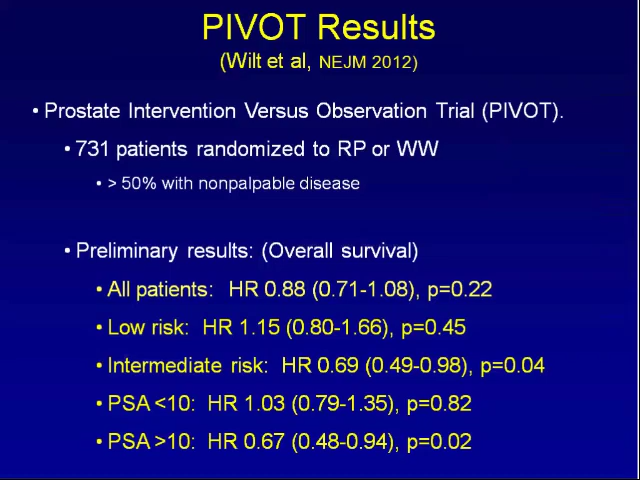 PIVOT Results
(Wilt et al, NEJM 2012)
• Prostate Intervention Versus Observation Trial (PIVOT).
• 731 patients randomized to RP or WW
• > 50% with nonpalpable disease
• Preliminary results: (Overall survival)
• All patients: HR 0.88 (0.71-1.08), p=0.22
• Low risk: HR 1.15 (0.80-1.66), p=0.45
• Intermediate risk: HR 0.69 (0.49-0.98), p=0.04
• PSA <10: HR 1.03 (0.79-1.35), p=0.82
• PSA >10: HR 0.67 (0.48-0.94), p=0.02